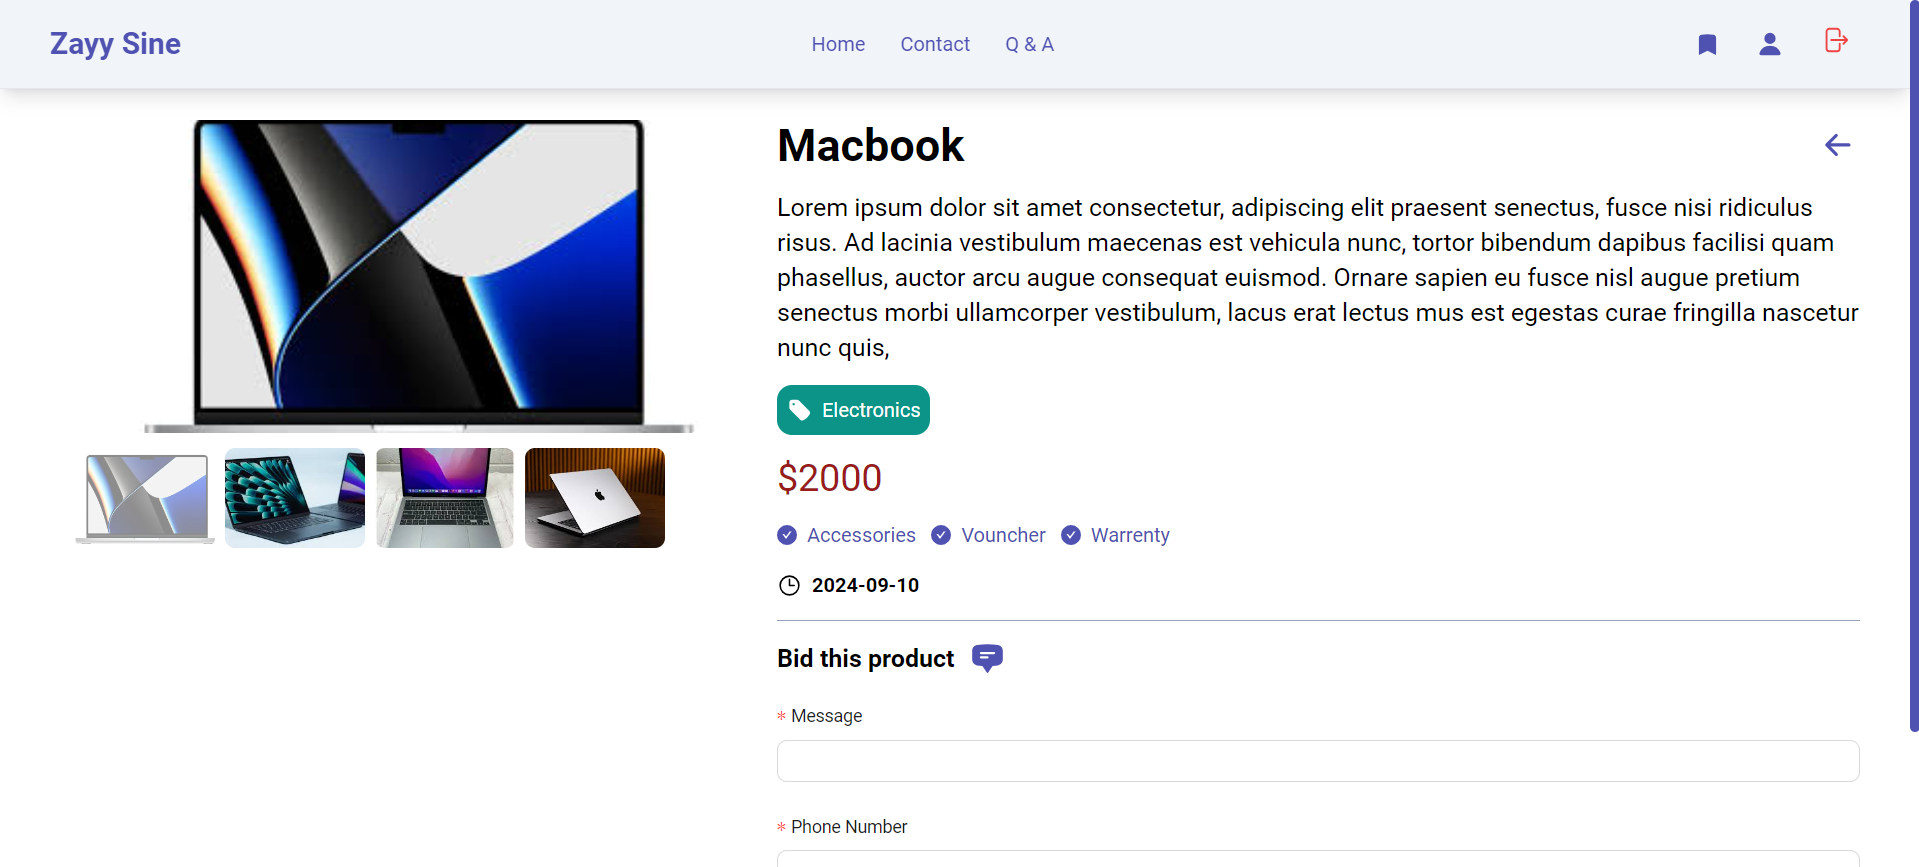 Zayy Sine
Home Contact Q & A
Macbook
Lorem ipsum dolor sit amet consectetur, adipiscing elit praesent senectus, fusce nisi ridiculus
risus. Ad lacinia vestibulum maecenas est vehicula nunc, tortor bibendum dapibus facilisi quam
phasellus, auctor arcu augue consequat euismod. Ornare sapien eu fusce nisl augue pretium
senectus morbi ullamcorper vestibulum, lacus erat lectus mus est egestas curae fringilla nascetur
nunc quis,
Electronics
$2000
Accessories Vouncher Warrenty
2024-09-10
Bid this product
* Message
* Phone Number